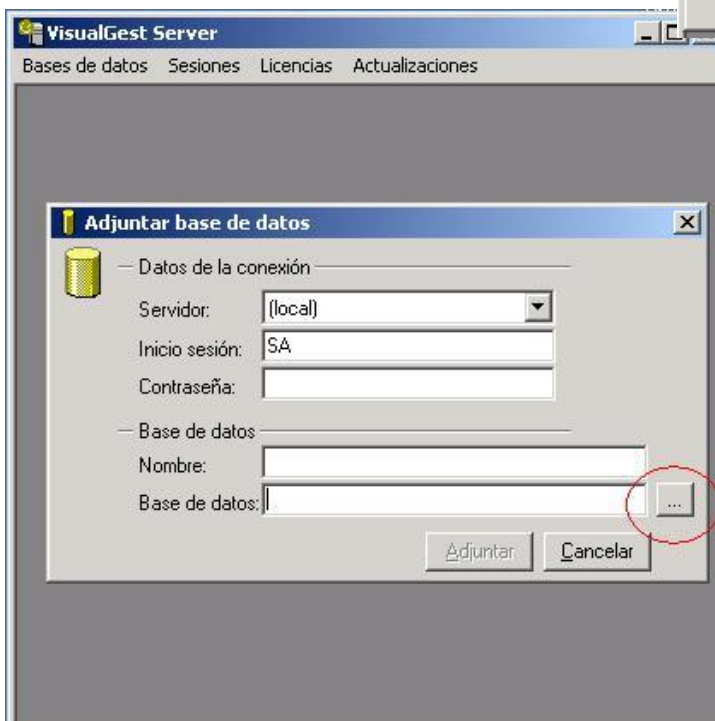 VisualGest Server
Bases de datos Sesiones Licencias Actualizaciones
Adjuntar base de datos
Datos de la conexión
Servidor: (local)
Inicio sesión: SA
Contraseña:
Base de datos
Nombre:
Base de datos: ...
Adjuntar Cancelar